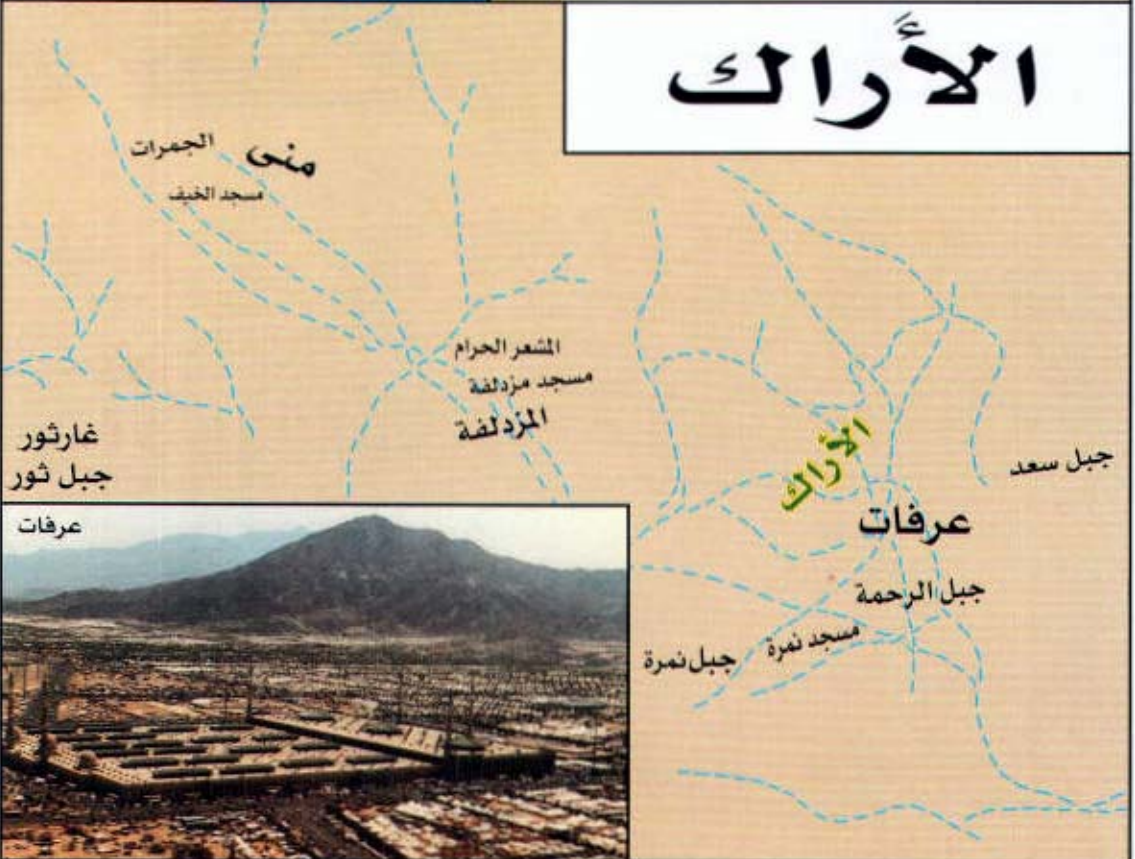 الأَراك
منى
الجمرات
مسجد الخيف
المشعر الحرام
مسجد مزدلفة
المزدلفة
غارثور
جبل ثور
الأراك
جبل سعد
عرفات
جبل الرحمة
مسجد نمرة
جبل نمرة
عرفات